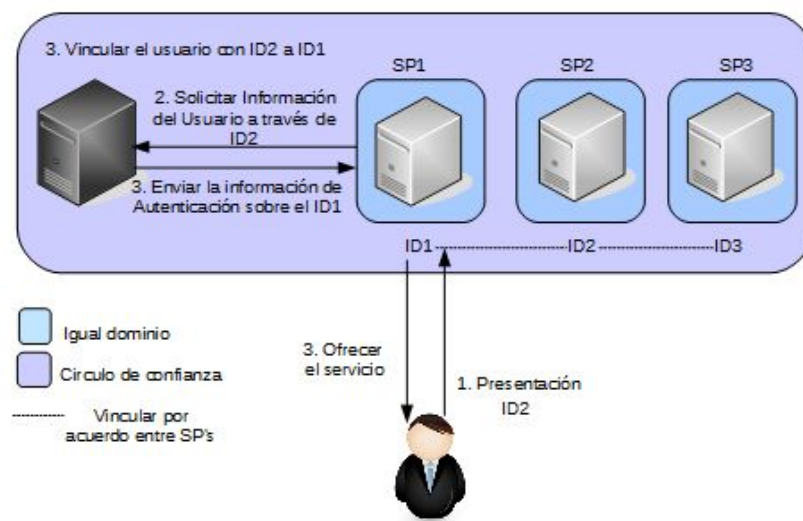 3. Vincular el usuario con ID2 a ID1
SP1
SP2
SP3
2. Solicitar Información
del Usuario a través de
ID2
3. Enviar la información de
Autenticación sobre el ID1
ID1
ID2
ID3
Igual dominio
Circulo de confianza
Vincular por
acuerdo entre SP's
3. Ofrecer
el servicio
1. Presentación
ID2